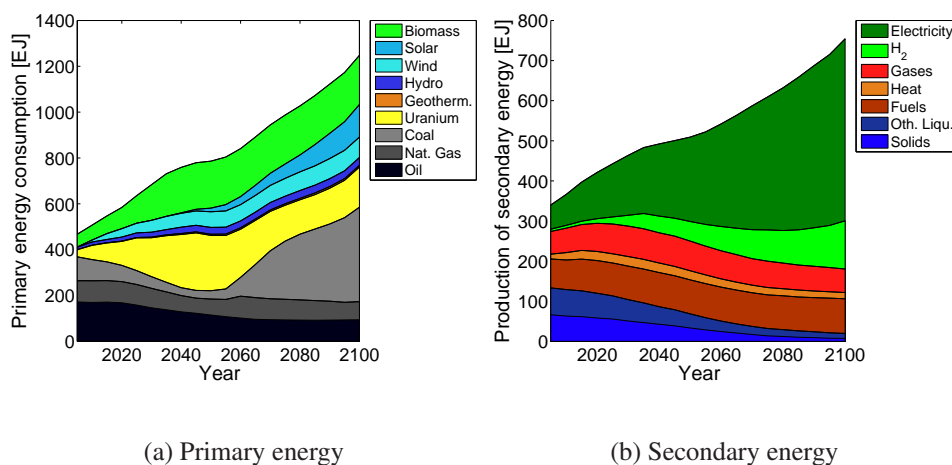 Primary energy consumption [EJ]
1400
1200
1000
800
600
400
200
0
2020
2040
2060
2080
2100
Year
Biomass
Solar
Wind
Hydro
Geotherm.
Uranium
Coal
Nat. Gas
Oil
Production of secondary energy [EJ]
800
700
600
500
400
300
200
100
0
2020
2040
2060
2080
2100
Year
Electricity
H2
Gases
Heat
Fuels
Oth. Liqu.
Solids
(a) Primary energy
(b) Secondary energy